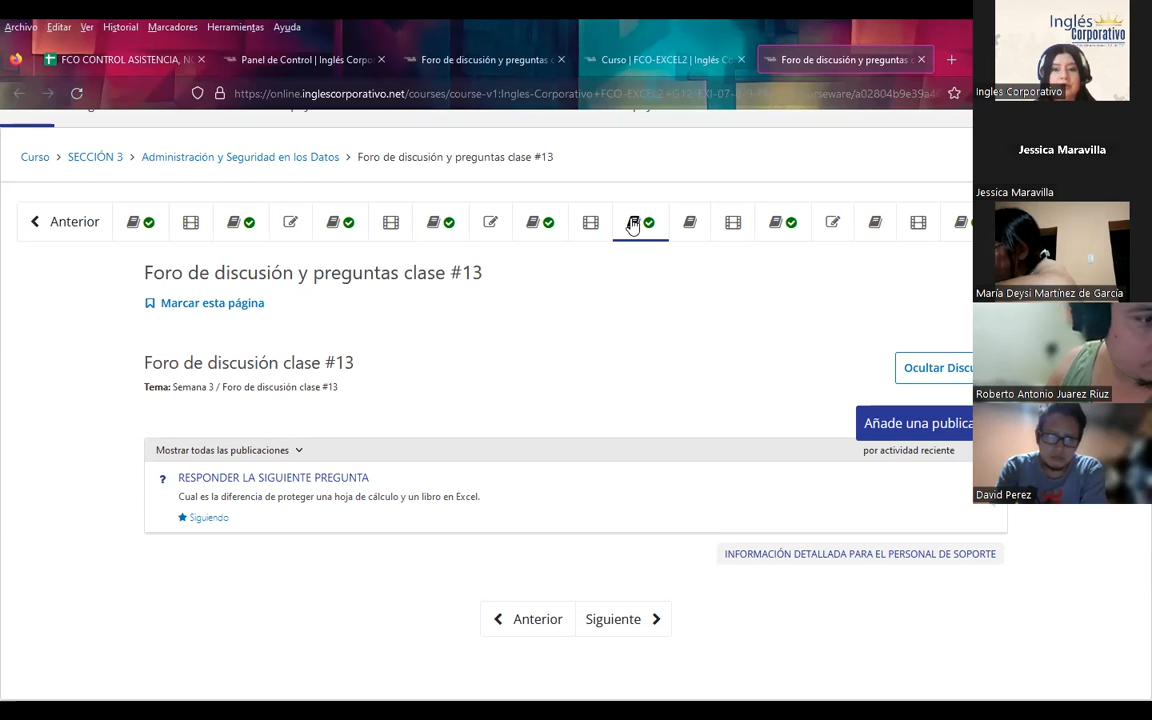 Archivo Editar Ver Historial Marcadores Herramientas Ayuda
FCO CONTROL ASISTENCIA, NO
Panel de Control | Inglés Corpo
Foro de discusión y preguntas c
Curso | FCO-EXCEL2 | Inglés Co
Foro de discusión y preguntas c
https://online.inglescorporativo.net/courses/course-v1:Ingles-Corporativo+FCO-EXCEL2
Curso > SECCIÓN 3 > Administración y Seguridad en los Datos > Foro de discusión y preguntas clase #13
Anterior
Foro de discusión y preguntas clase #13
Marcar esta página
Foro de discusión clase #13
Tema: Semana 3 / Foro de discusión clase #13
Ocultar Discu
Añade una publica
Mostrar todas las publicaciones
por actividad reciente
? RESPONDER LA SIGUIENTE PREGUNTA
Cual es la diferencia de proteger una hoja de cálculo y un libro en Excel.
Siguiendo
INFORMACIÓN DETALLADA PARA EL PERSONAL DE SOPORTE
Anterior Siguiente
Inglés
Corporativo
Ingles Corporativo
Jessica Maravilla
Jessica Maravilla
María Deysi Martínez de García
Roberto Antonio Juarez Riuz
David Perez